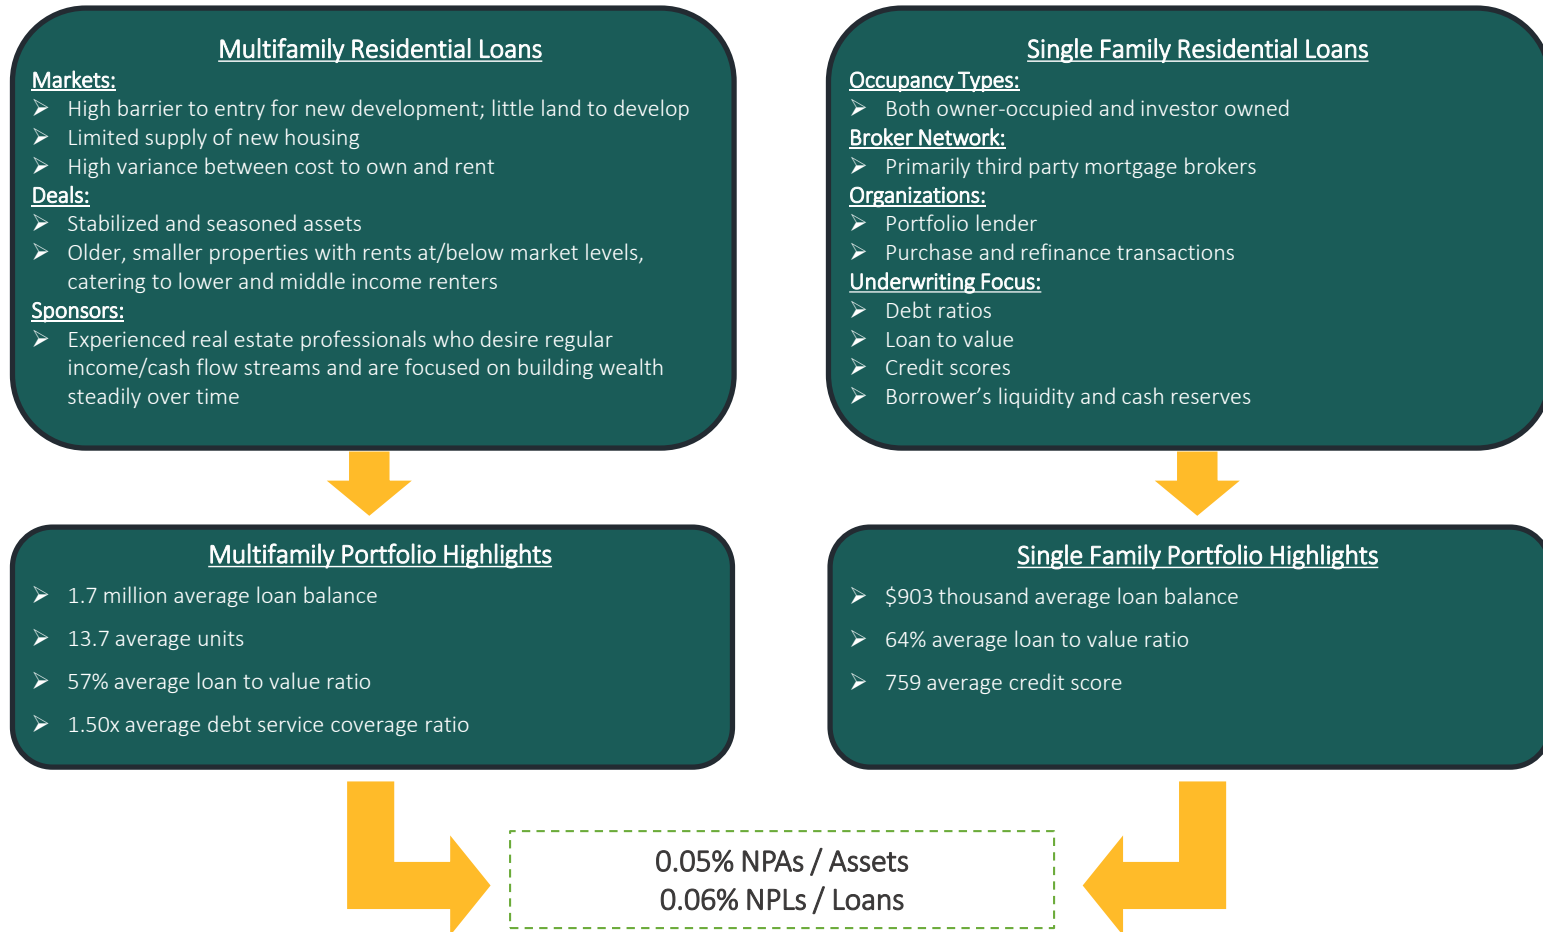 Multifamily Residential Loans
Markets:
➢ High barrier to entry for new development; little land to develop
➢ Limited supply of new housing
➢ High variance between cost to own and rent
Deals:
➢ Stabilized and seasoned assets
➢ Older, smaller properties with rents at/below market levels,
catering to lower and middle income renters
Sponsors:
➢ Experienced real estate professionals who desire regular
income/cash flow streams and are focused on building wealth
steadily over time
Single Family Residential Loans
Occupancy Types:
➢ Both owner-occupied and investor owned
Broker Network:
➢ Primarily third party mortgage brokers
Organizations:
➢ Portfolio lender
➢ Purchase and refinance transactions
Underwriting Focus:
➢ Debt ratios
➢ Loan to value
➢ Credit scores
➢ Borrower’s liquidity and cash reserves
Multifamily Portfolio Highlights
➢ 1.7 million average loan balance
➢ 13.7 average units
➢ 57% average loan to value ratio
➢ 1.50x average debt service coverage ratio
Single Family Portfolio Highlights
➢ $903 thousand average loan balance
➢ 64% average loan to value ratio
➢ 759 average credit score
0.05% NPAs / Assets
0.06% NPLs / Loans